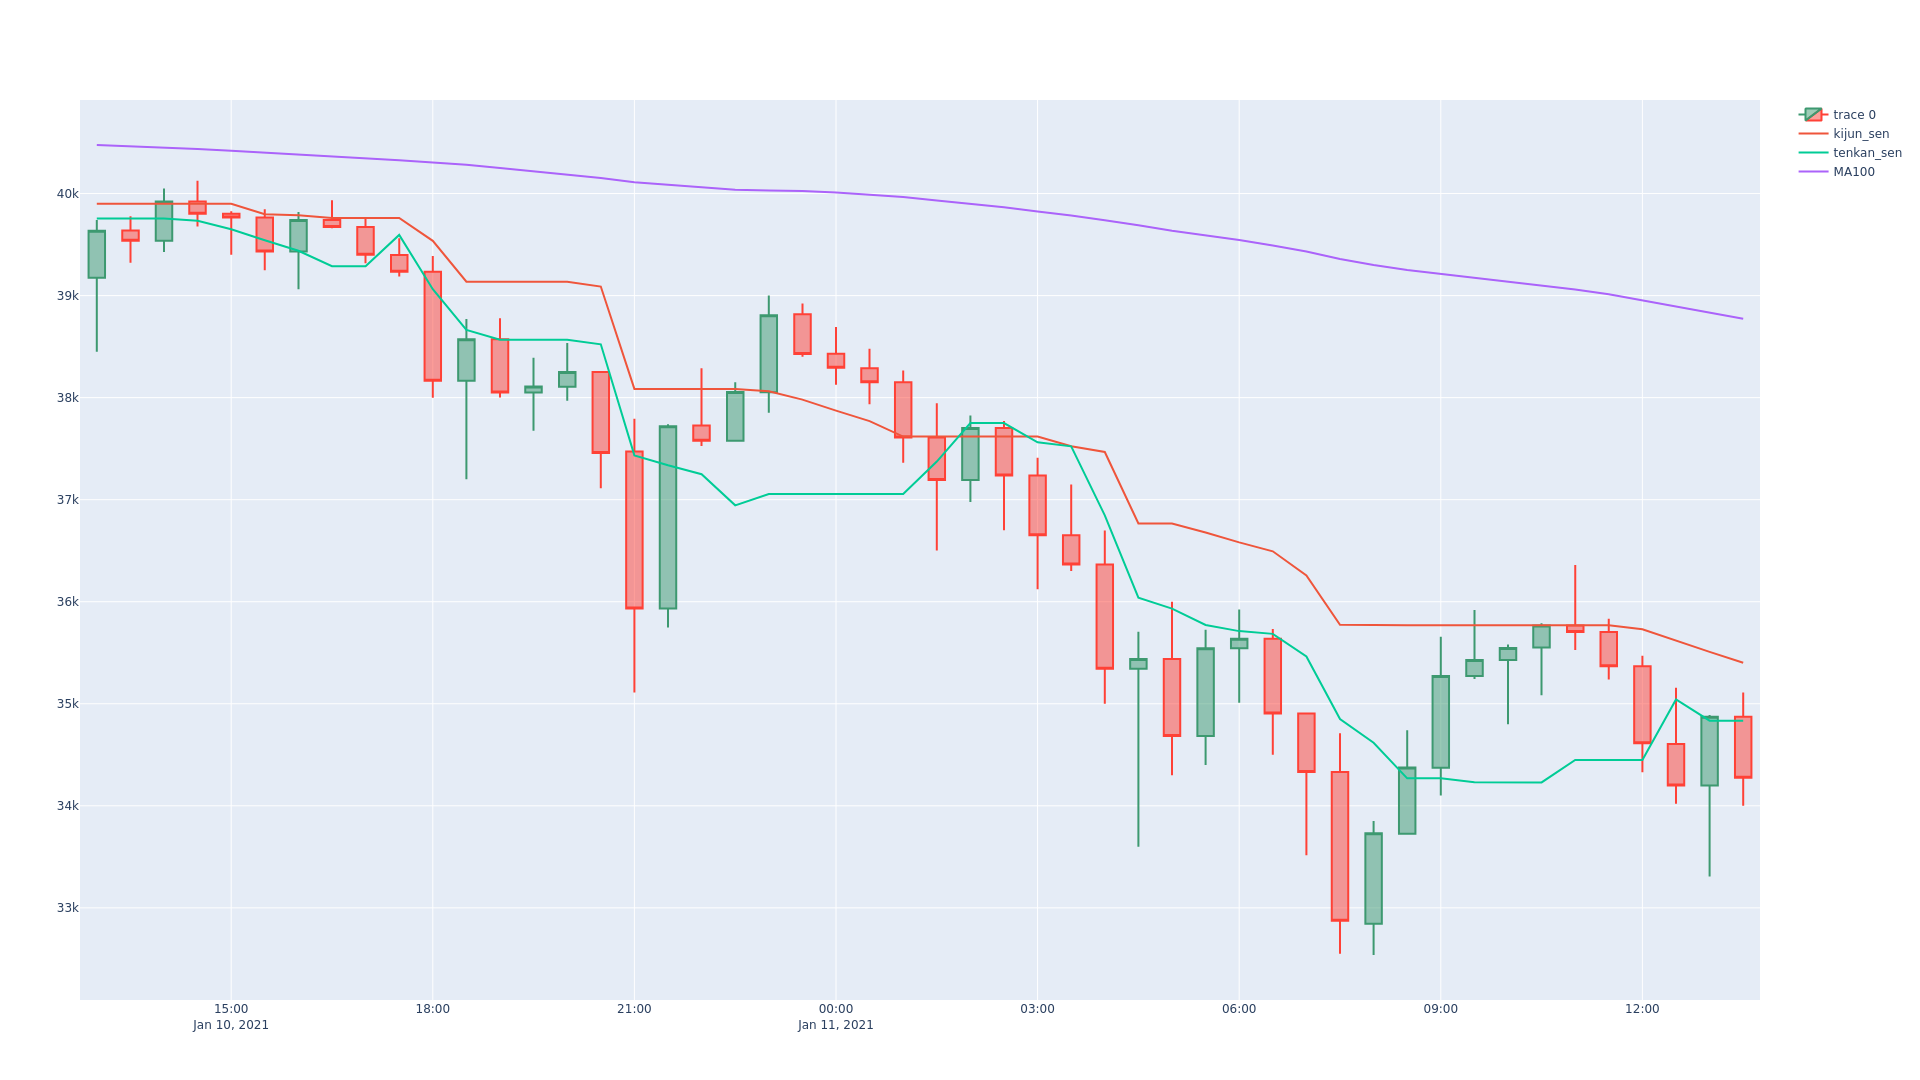 trace 0
kijun_sen
tenkan_sen
MA100
40k
39k
38k
37k
36k
35k
34k
33k
15:00 18:00 21:00 00:00 03:00 06:00 09:00 12:00
Jan 10, 2021 Jan 11, 2021